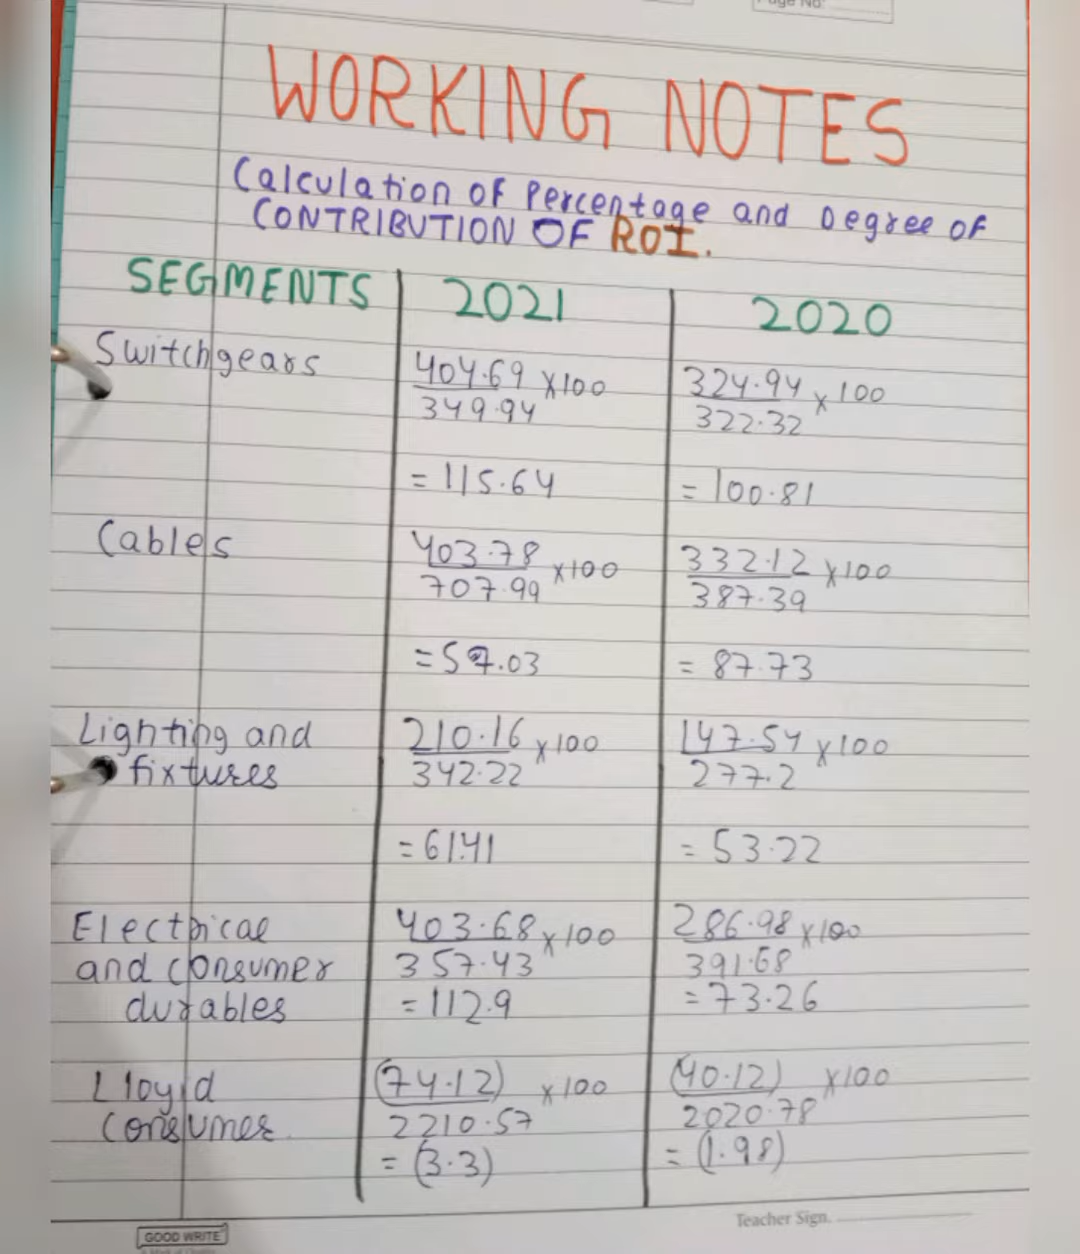 Page No:
WORKING NOTES
Calculation of Percentage and Degree of
CONTRIBUTION OF ROI.
SEGMENTS 2021 2020
Switchgears 404.69 x100 324.94 x 100
349.94 322.32
= 115.64 = 100.81
Cables 403.78 x100 332.12 x100
707.99 387.39
= 57.03 = 87.73
Lighting and 210.16 x100 147.54 x100
fixtures 342.22 277.2
= 61.41 = 53.22
Electrical 403.68 x100 286.98 x100
and consumer 357.43 391.68
durables = 112.9 = 73.26
Lloyd (74.12) x100 (40.12) x100
Consumer 2210.57 2020.78
= (3.3) = (1.98)
Teacher Sign.
GOOD WRITE